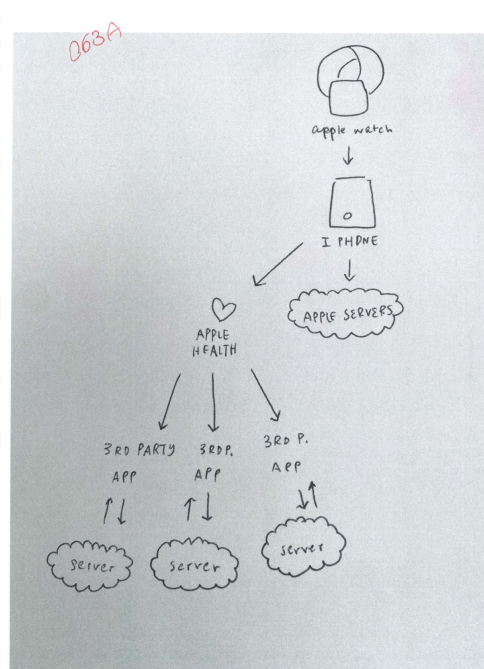 063A
apple watch
I PHONE
APPLE SERVERS
APPLE
HEALTH
3RD PARTY
APP
3RD P.
APP
3RD P.
APP
server
server
server